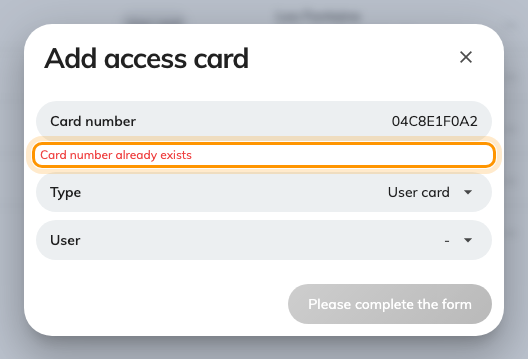 Add access card
Card number 04C8E1F0A2
Card number already exists
Type User card
User -
Please complete the form